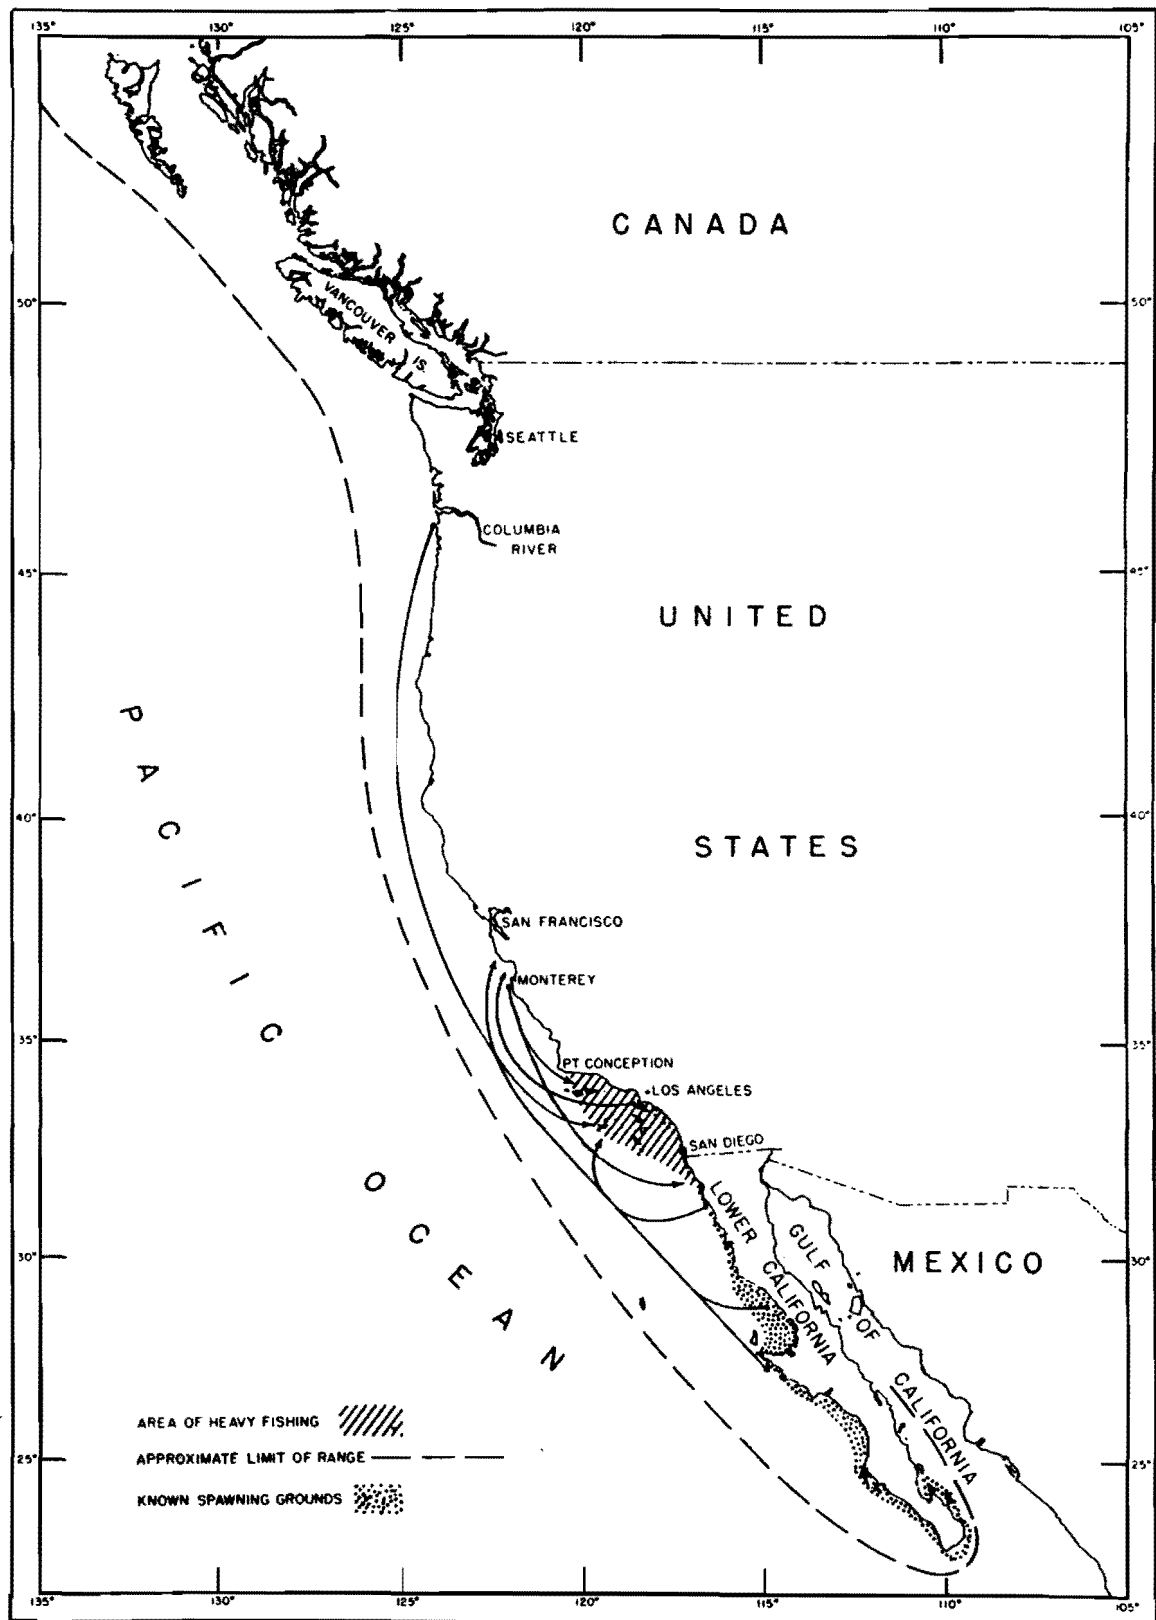 135° 130° 125° 120° 115° 110° 105°
CANADA
50° 50°
VANCOUVER IS.
SEATTLE
COLUMBIA
RIVER
45° 45°
UNITED
PACIFIC OCEAN
40° 40°
STATES
SAN FRANCISCO
MONTEREY
35° 35°
PT CONCEPTION
LOS ANGELES
SAN DIEGO
LOWER CALIFORNIA
GULF OF CALIFORNIA
30° 30°
MEXICO
AREA OF HEAVY FISHING
APPROXIMATE LIMIT OF RANGE
25° 25°
KNOWN SPAWNING GROUNDS
135° 130° 125° 120° 115° 110° 105°